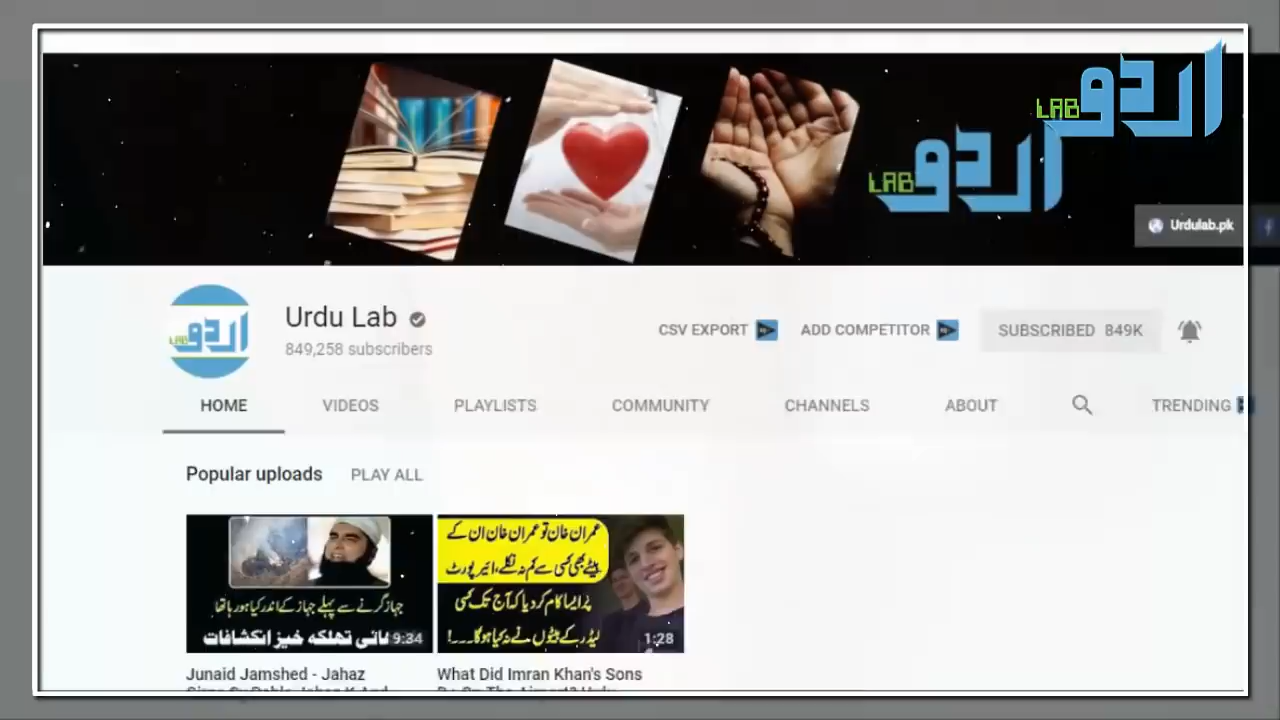 LAB اردو
LAB اردو
Urdulab.pk
LAB اردو
Urdu Lab
849,258 subscribers
CSV EXPORT ADD COMPETITOR SUBSCRIBED 849K
HOME VIDEOS PLAYLISTS COMMUNITY CHANNELS ABOUT TRENDING
Popular uploads PLAY ALL
جہاز گرنے سے پہلے جہاز کے اندر کیا ہو رہا تھا
تہلکہ خیز انکشافات
9:34
عمران خان تو عمران خان ان کے
بیٹے بھی کسی سے کم نہ نکلے، ائیرپورٹ
پر ایسا کام کر دیا کہ آج تک کسی
لیڈر کے بیٹوں نے نہ کیا ہوگا۔۔۔!
1:28
Junaid Jamshed - Jahaz
What Did Imran Khan's Sons